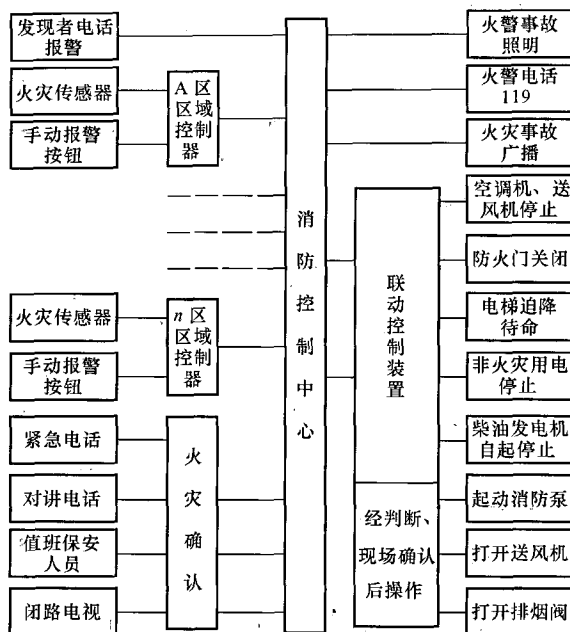 发现者电话
报警
火灾传感器
手动报警
按钮
A区
区域
控制
器
火灾传感器
手动报警
按钮
n区
区域
控制
器
紧急电话
对讲电话
值班保安
人员
闭路电视
火
灾
确
认
消
防
控
制
中
心
联
动
控
制
装
置
经判断、
现场确认
后操作
火警事故
照明
火警电话
119
火灾事故
广播
空调机、送
风机停止
防火门关闭
电梯迫降
待命
非火灾用电
停止
柴油发电机
自起停止
起动消防泵
打开送风机
打开排烟阀